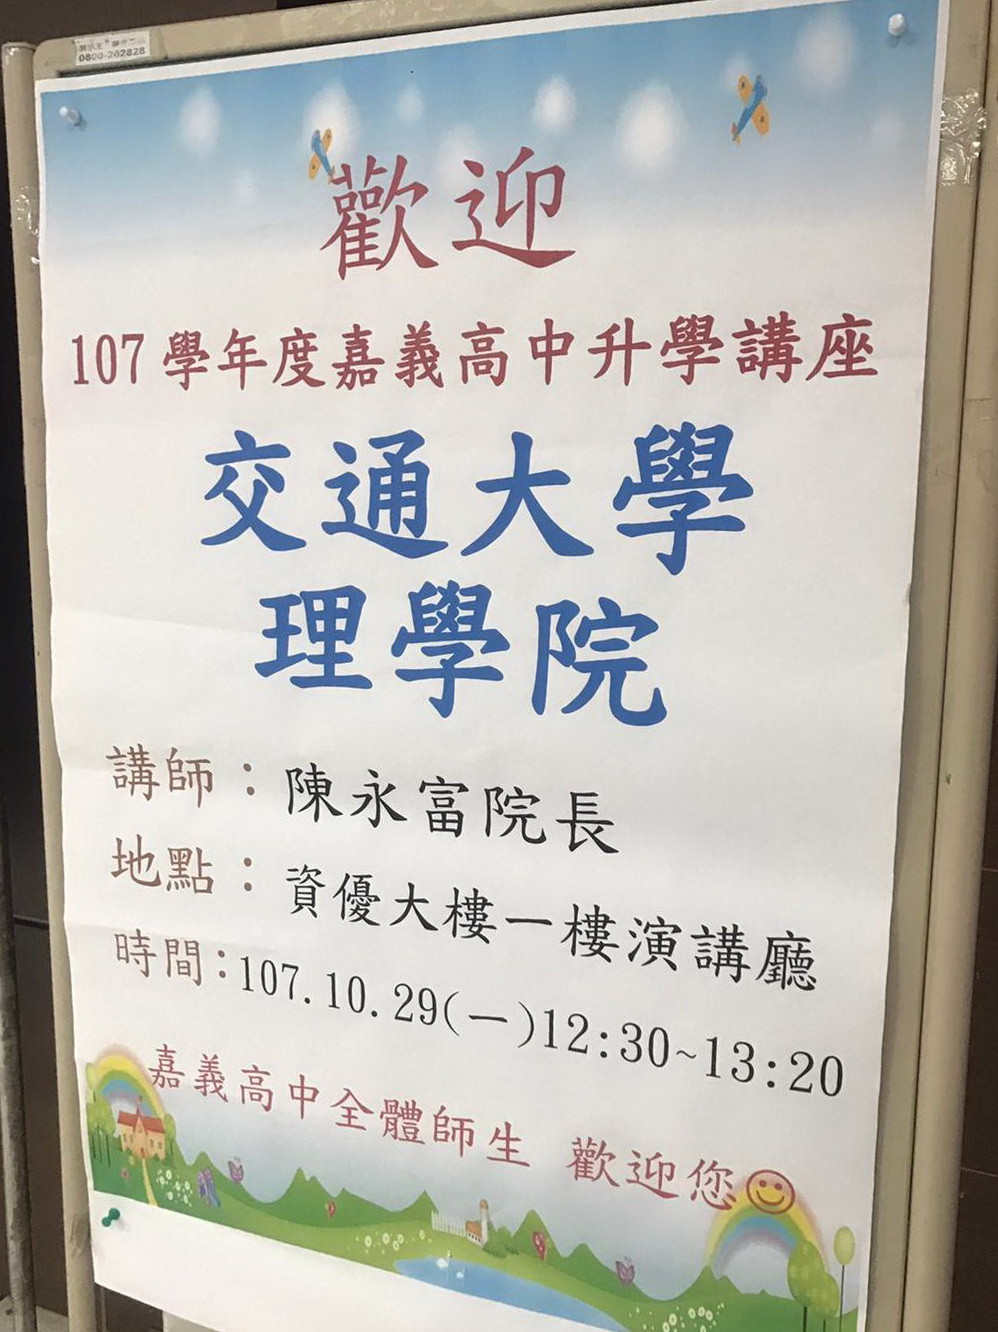 0800-202828
歡迎
107學年度嘉義高中升學講座
交通大學
理學院
講師：陳永富院長
地點：資優大樓一樓演講廳
時間:107.10.29(一)12:30~13:20
嘉義高中全體師生 歡迎您